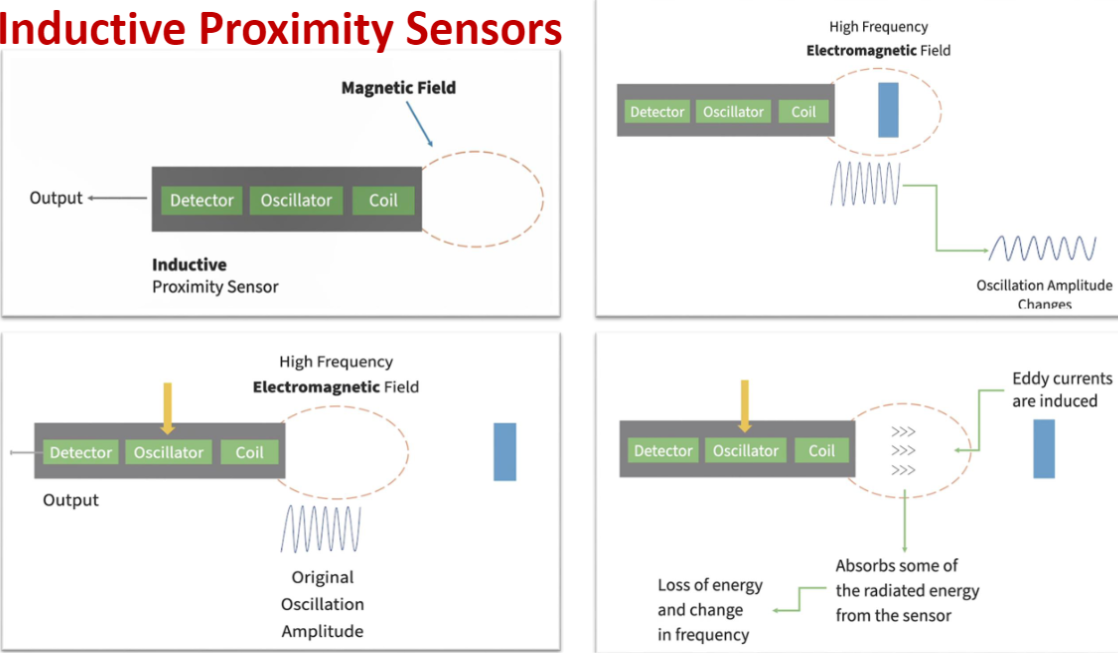 Inductive Proximity Sensors
Magnetic Field
Output
Detector
Oscillator
Coil
Inductive
Proximity Sensor
High Frequency
Electromagnetic Field
Detector
Oscillator
Coil
Oscillation Amplitude
Changes
High Frequency
Electromagnetic Field
Detector
Oscillator
Coil
Output
Original
Oscillation
Amplitude
Eddy currents
are induced
Detector
Oscillator
Coil
>>>
>>>
>>>
Absorbs some of
the radiated energy
from the sensor
Loss of energy
and change
in frequency